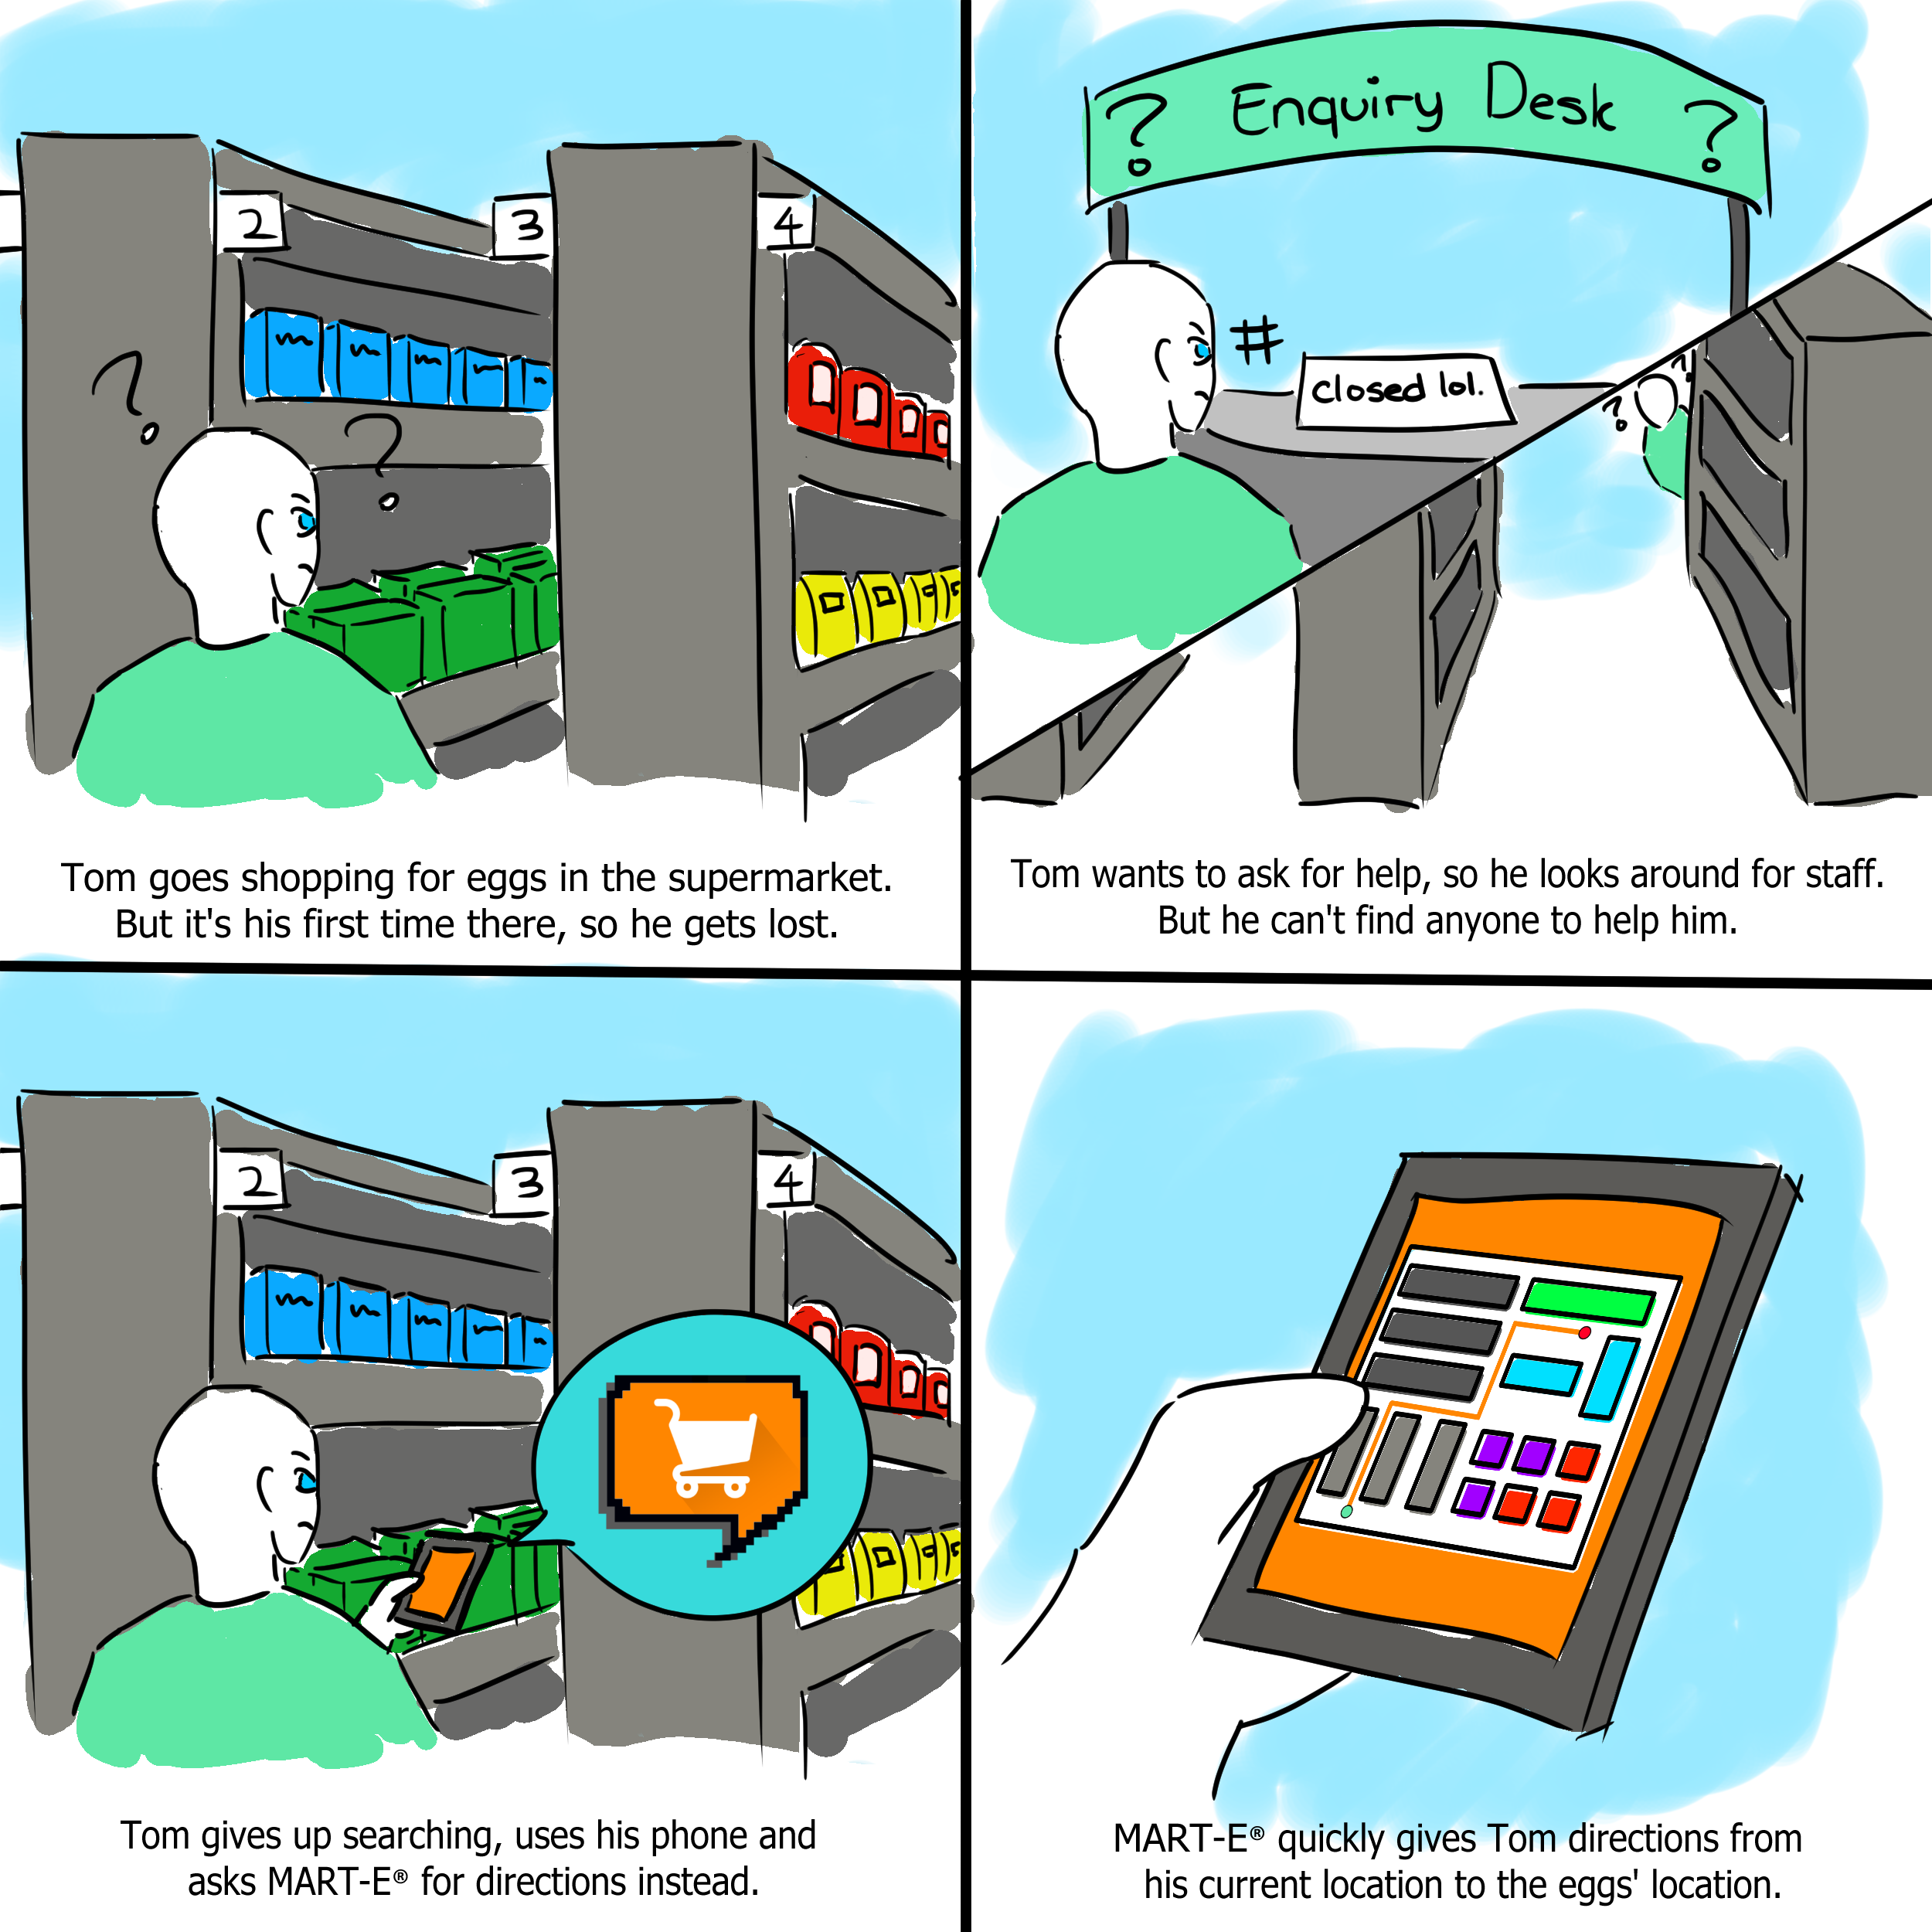 2
3
4
?
?
Tom goes shopping for eggs in the supermarket.
But it's his first time there, so he gets lost.
? Enquiry Desk ?
#
closed lol.
?
?
Tom wants to ask for help, so he looks around for staff.
But he can't find anyone to help him.
2
3
4
Tom gives up searching, uses his phone and
asks MART-E® for directions instead.
MART-E® quickly gives Tom directions from
his current location to the eggs' location.